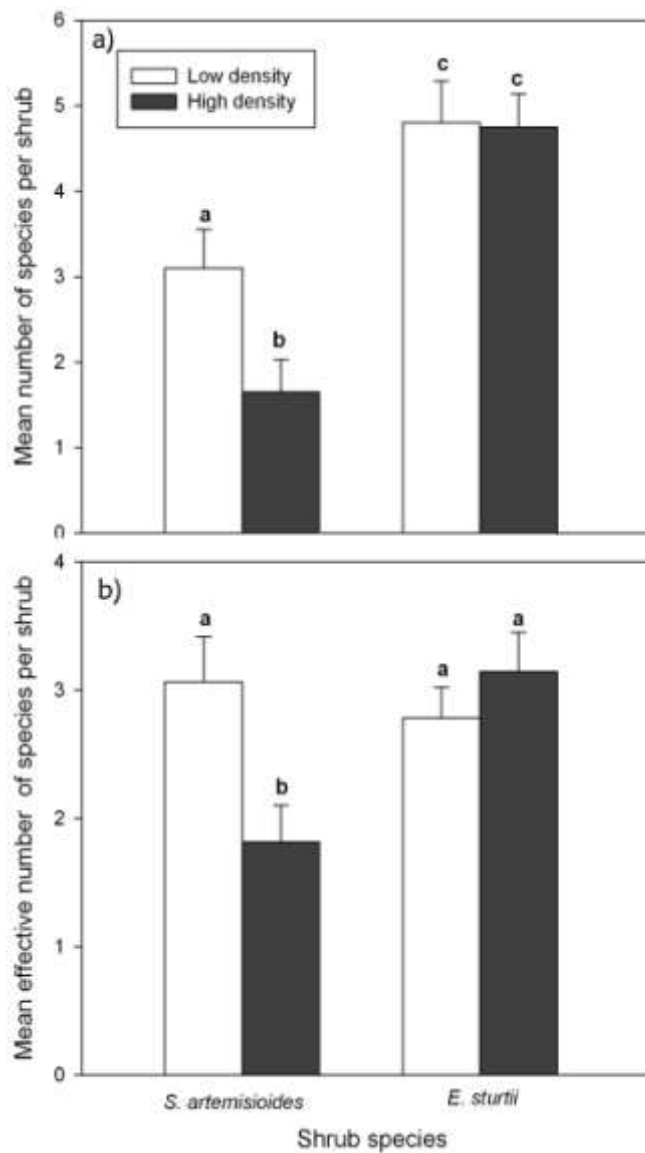 a)
Low density
High density
Mean number of species per shrub
6
5
4
3
2
1
0
a
b
c
c
b)
Mean effective number of species per shrub
4
3
2
1
0
a
b
a
a
S. artemisioides
E. sturtii
Shrub species